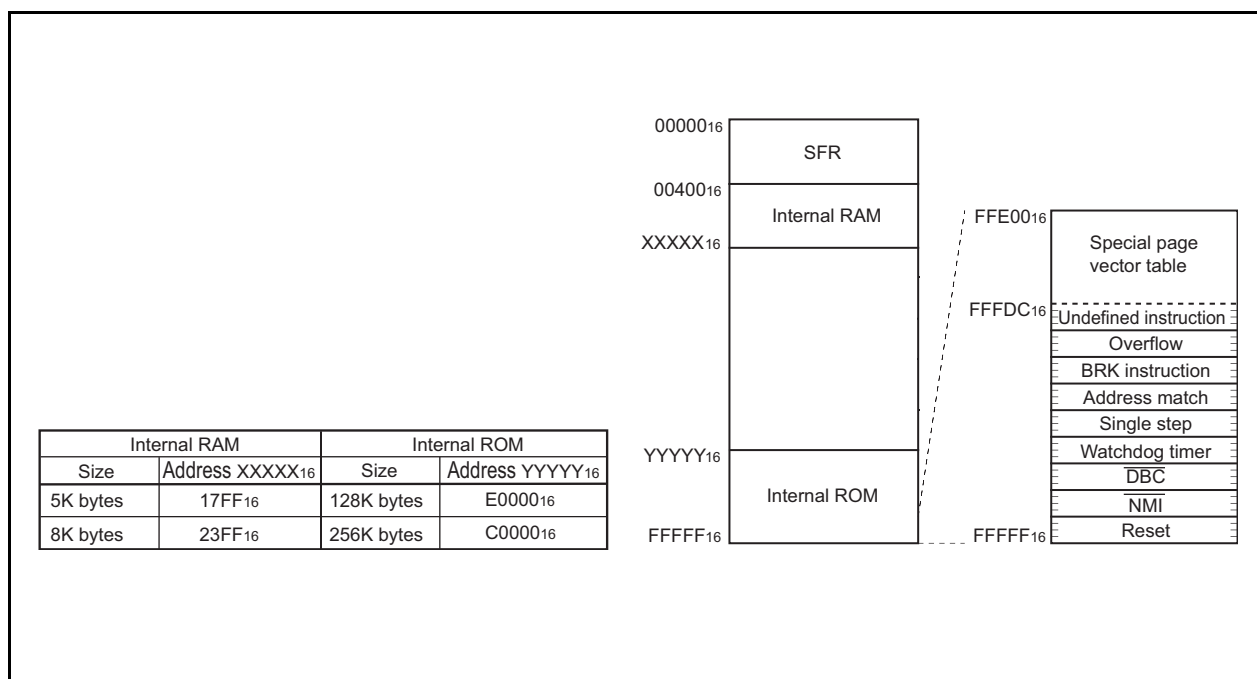 Internal RAM Internal ROM
Size Address XXXXX16 Size Address YYYYY16
5K bytes 17FF16 128K bytes E000016
8K bytes 23FF16 256K bytes C000016
0000016
SFR
0040016
Internal RAM
XXXXX16
YYYYY16
Internal ROM
FFFFF16
FFE0016
Special page
vector table
FFFDC16
Undefined instruction
Overflow
BRK instruction
Address match
Single step
Watchdog timer
DBC
NMI
Reset
FFFFF16